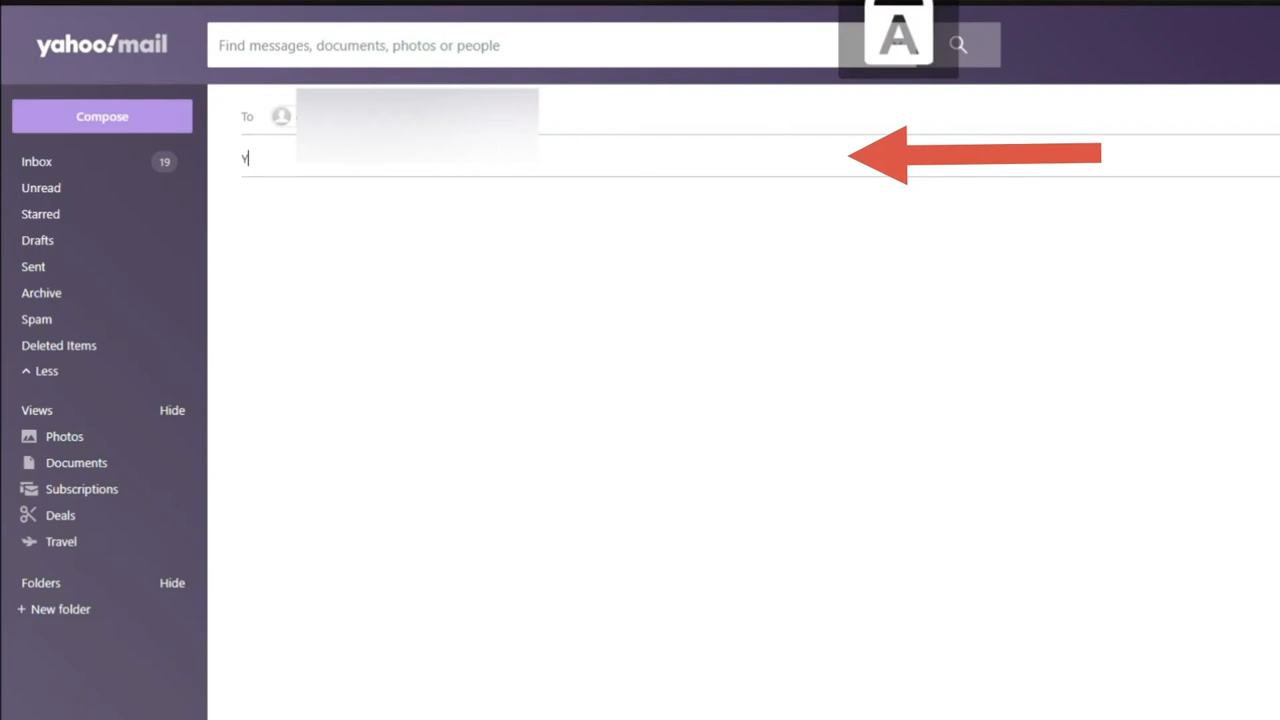 yahoo!mail
Find messages, documents, photos or people
A
Compose
To
Y
Inbox 19
Unread
Starred
Drafts
Sent
Archive
Spam
Deleted Items
Less
Views Hide
Photos
Documents
Subscriptions
Deals
Travel
Folders Hide
+ New folder